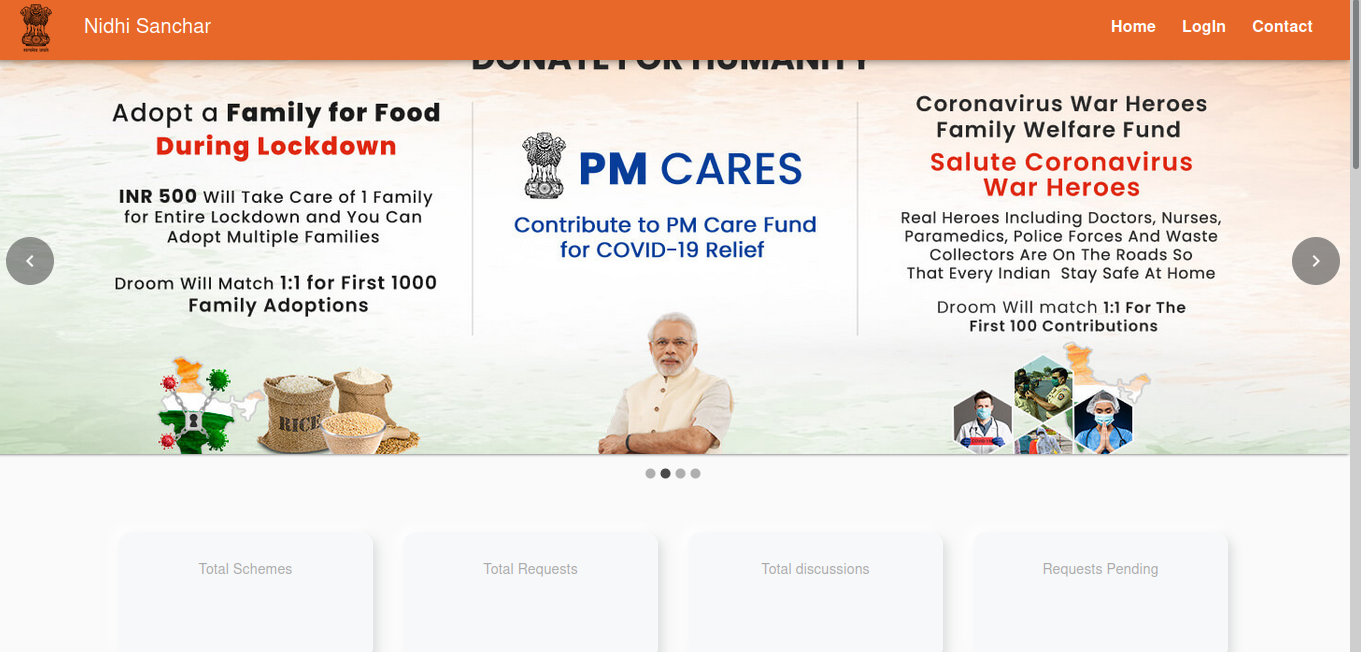 Nidhi Sanchar
Home
LogIn
Contact
DONATE FOR HUMANITY
Adopt a Family for Food
During Lockdown
INR 500 Will Take Care of 1 Family
for Entire Lockdown and You Can
Adopt Multiple Families
Droom Will Match 1:1 for First 1000
Family Adoptions
RICE
PM CARES
Contribute to PM Care Fund
for COVID-19 Relief
Coronavirus War Heroes
Family Welfare Fund
Salute Coronavirus
War Heroes
Real Heroes Including Doctors, Nurses,
Paramedics, Police Forces And Waste
Collectors Are On The Roads So
That Every Indian Stay Safe At Home
Droom Will match 1:1 For The
First 100 Contributions
Total Schemes
Total Requests
Total discussions
Requests Pending